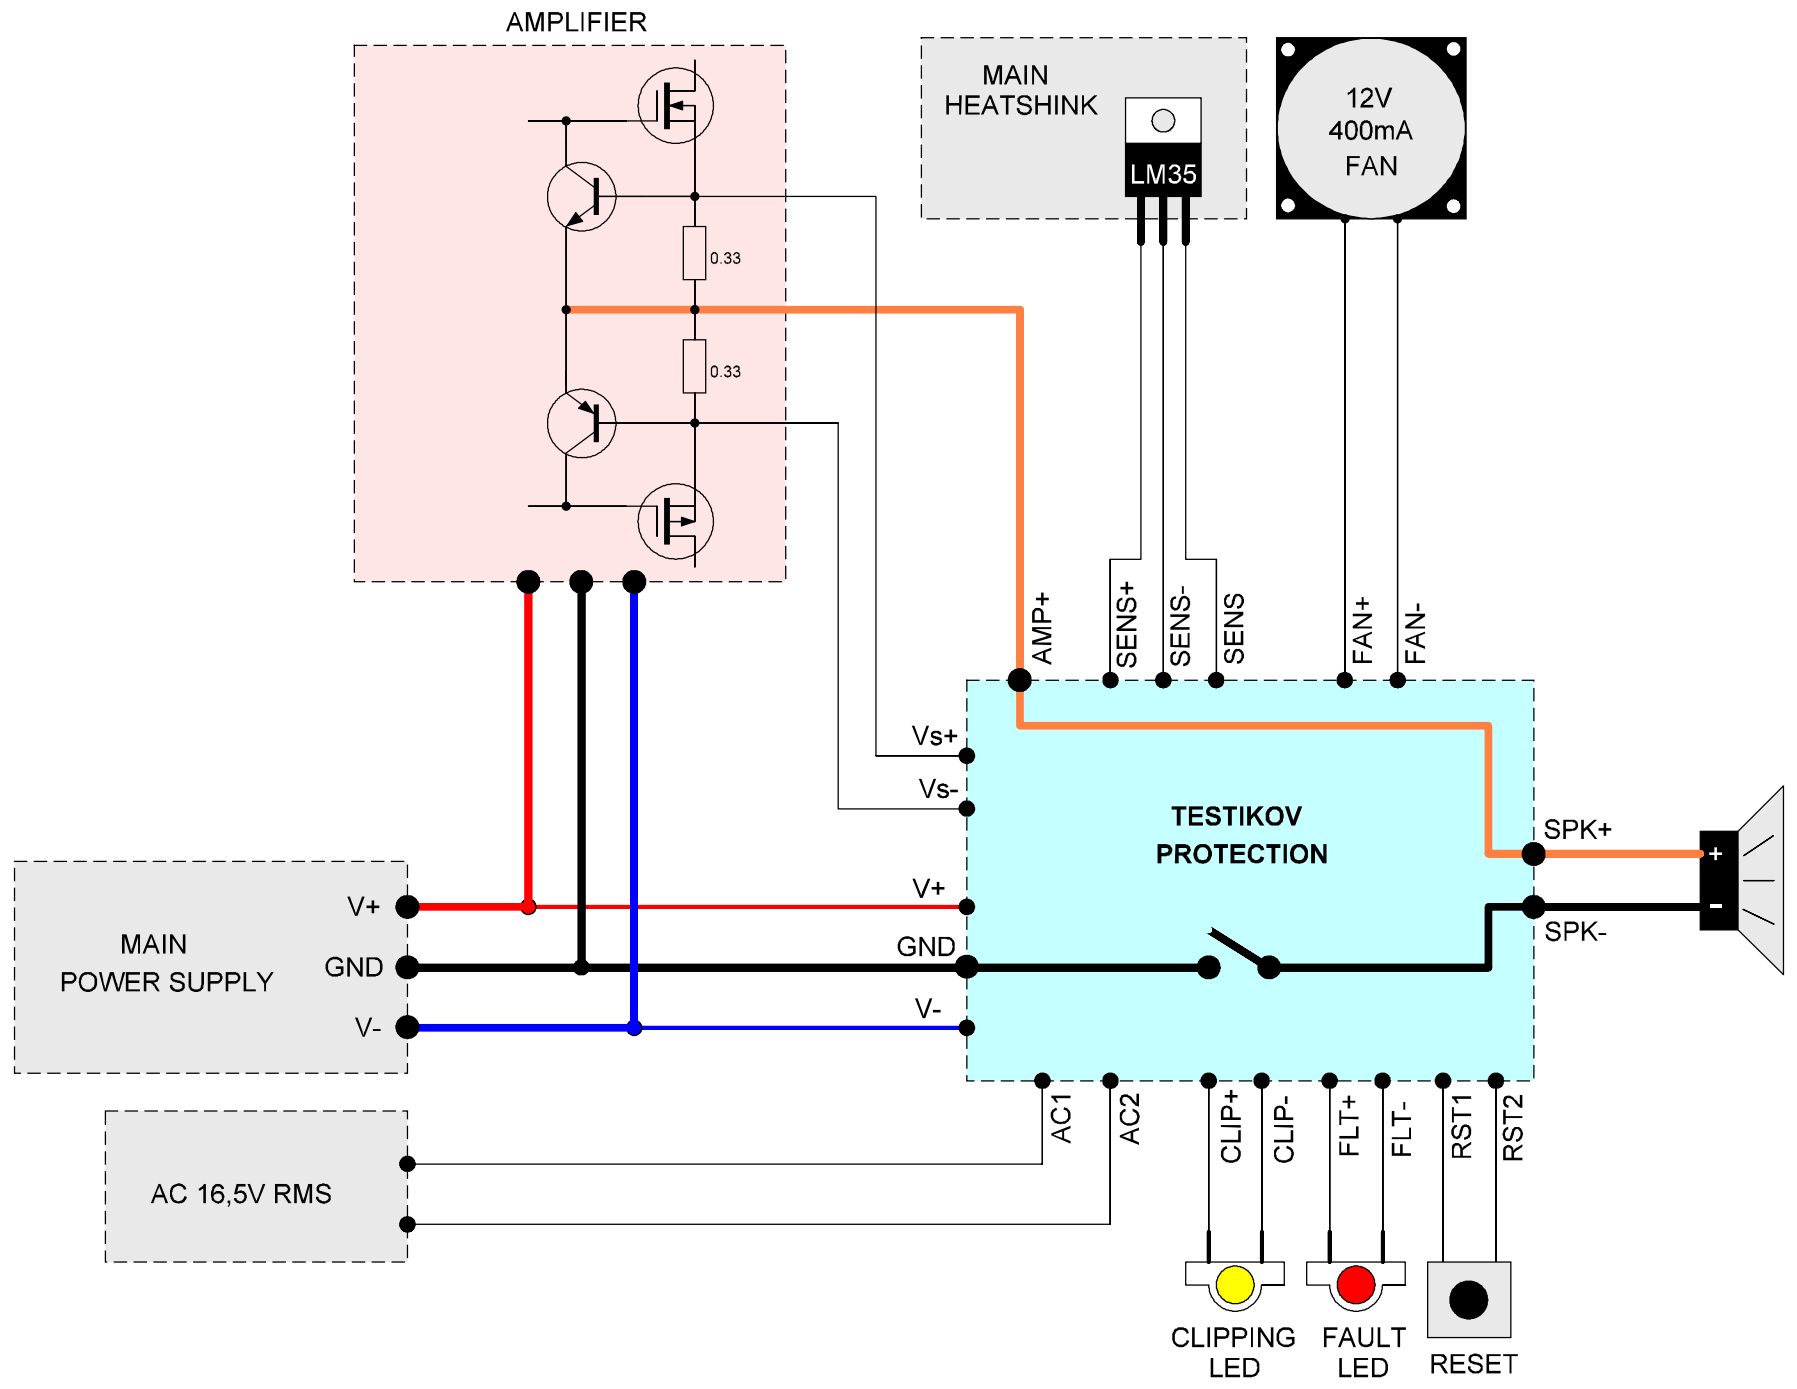 AMPLIFIER
0.33
0.33
MAIN
HEATSHINK
LM35
12V
400mA
FAN
AMP+
SENS+
SENS-
SENS
FAN+
FAN-
Vs+
Vs-
V+
GND
V-
TESTIKOV
PROTECTION
SPK+
SPK-
+
-
MAIN
POWER SUPPLY
V+
GND
V-
AC 16,5V RMS
AC1
AC2
CLIP+
CLIP-
FLT+
FLT-
RST1
RST2
CLIPPING
LED
FAULT
LED
RESET